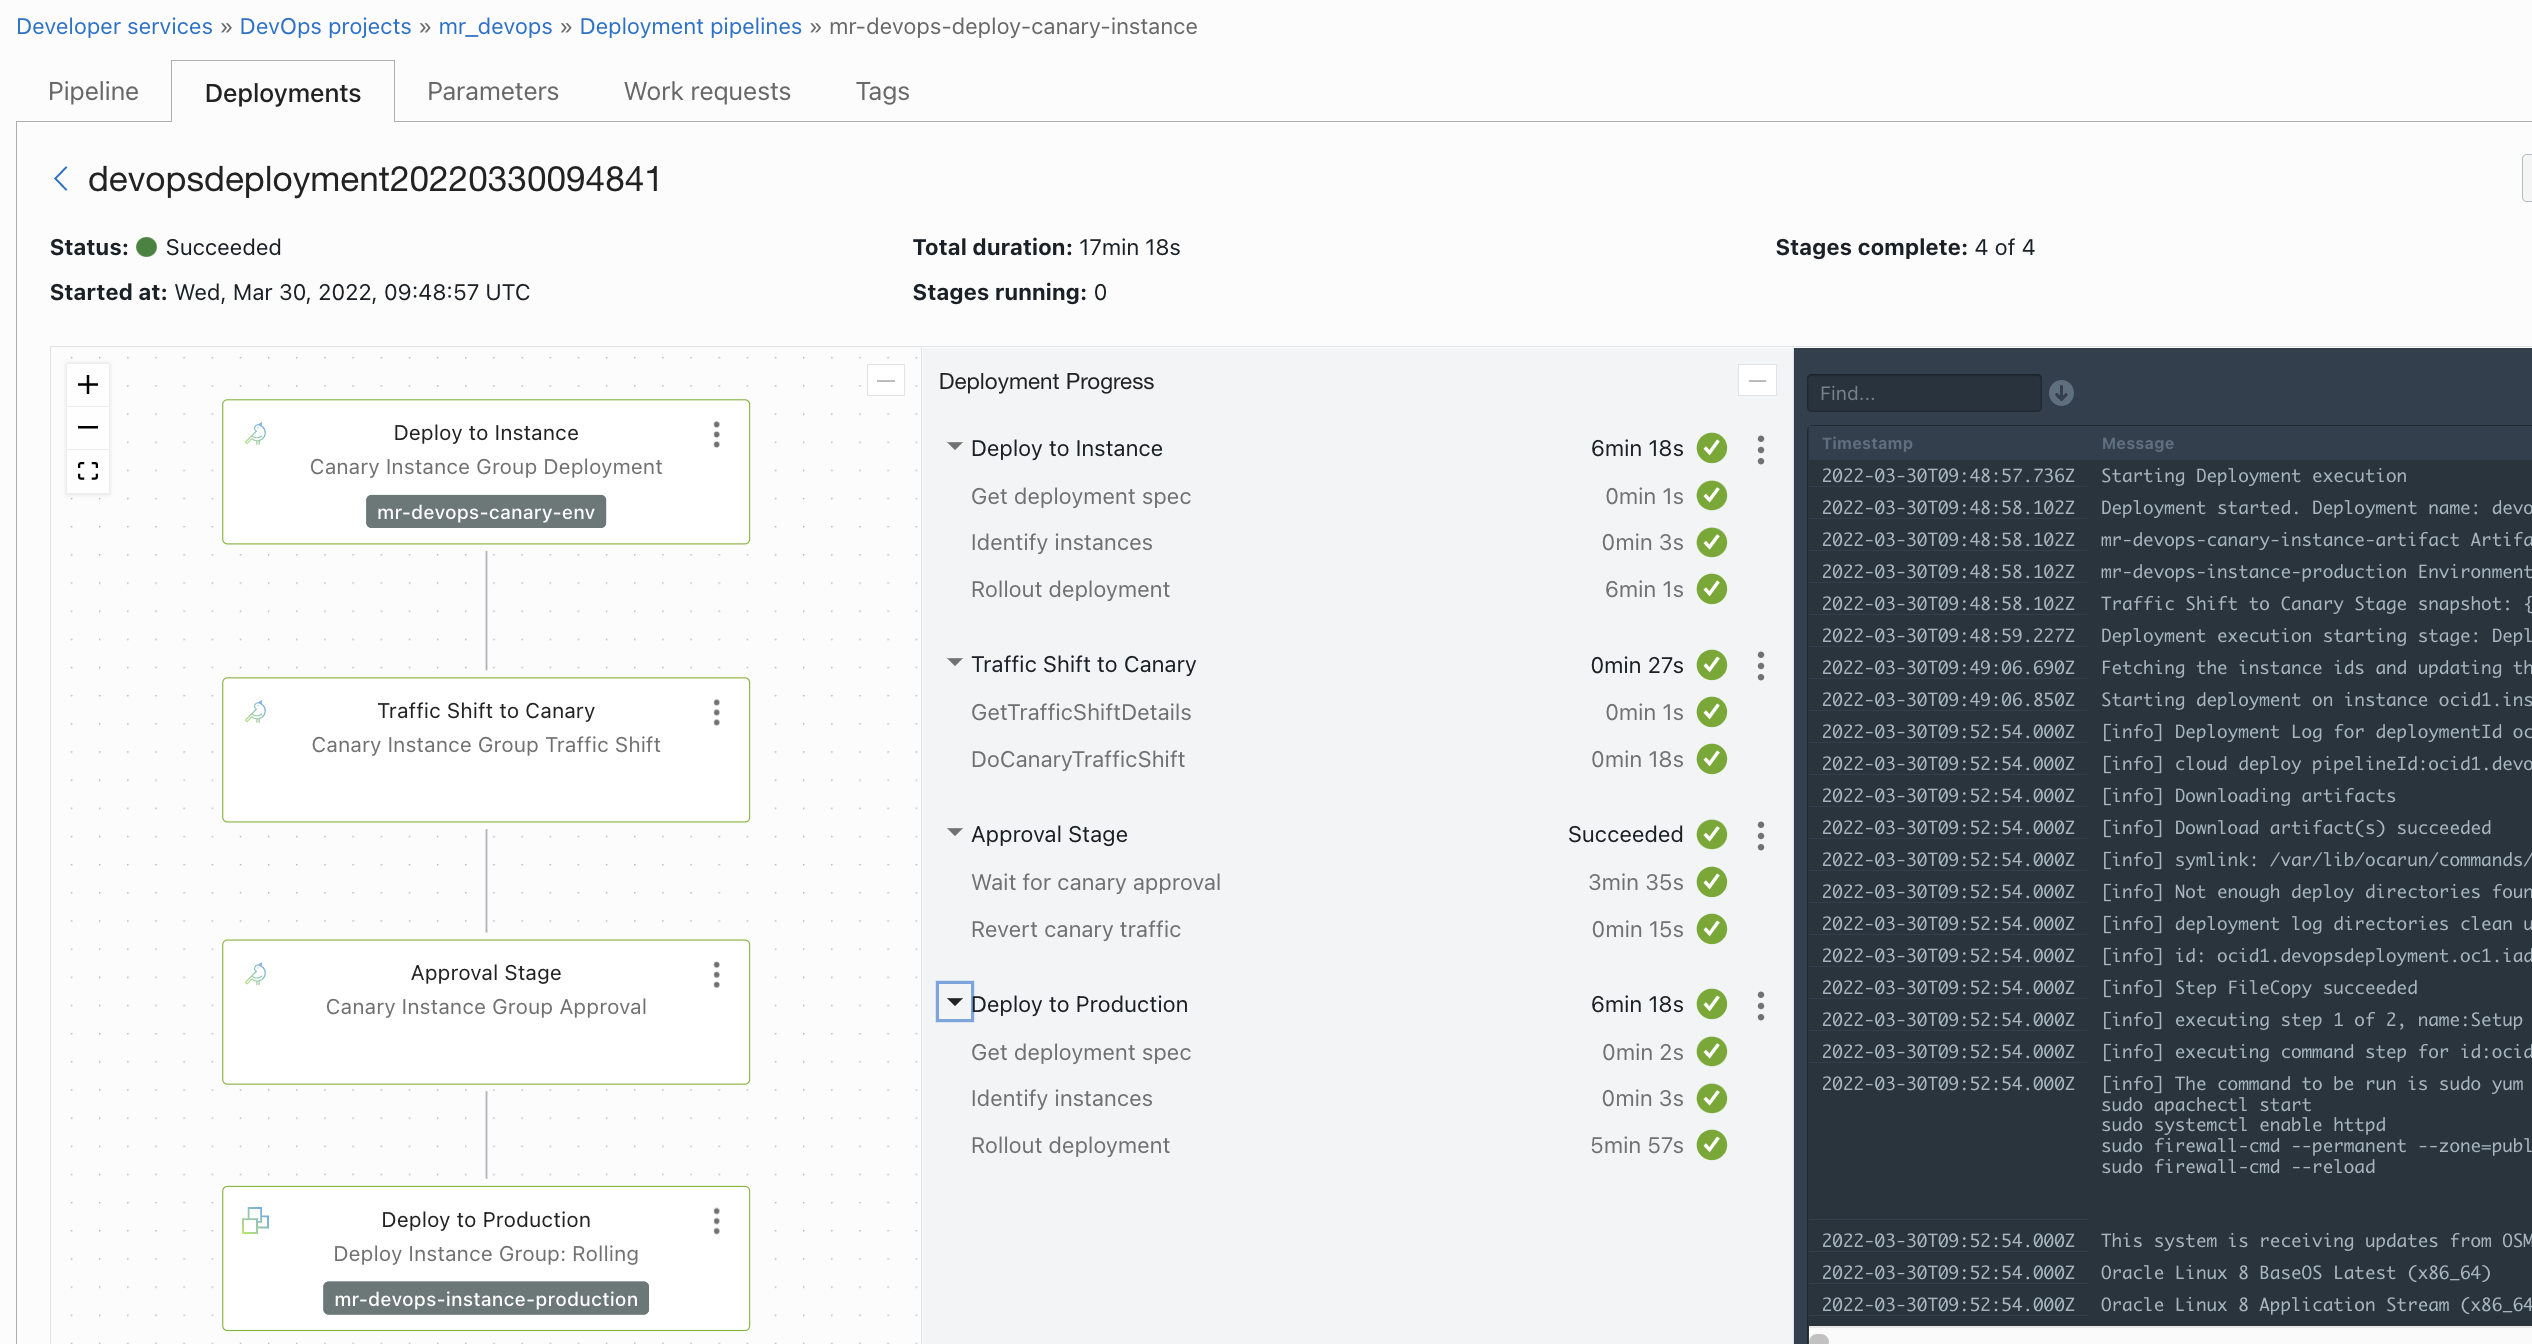 Developer services » DevOps projects » mr_devops » Deployment pipelines » mr-devops-deploy-canary-instance
Pipeline
Deployments
Parameters
Work requests
Tags
devopsdeployment20220330094841
Status: Succeeded
Total duration: 17min 18s
Stages complete: 4 of 4
Started at: Wed, Mar 30, 2022, 09:48:57 UTC
Stages running: 0
Deploy to Instance
Canary Instance Group Deployment
mr-devops-canary-env
Traffic Shift to Canary
Canary Instance Group Traffic Shift
Approval Stage
Canary Instance Group Approval
Deploy to Production
Deploy Instance Group: Rolling
mr-devops-instance-production
Deployment Progress
Deploy to Instance 6min 18s
Get deployment spec 0min 1s
Identify instances 0min 3s
Rollout deployment 6min 1s
Traffic Shift to Canary 0min 27s
GetTrafficShiftDetails 0min 1s
DoCanaryTrafficShift 0min 18s
Approval Stage Succeeded
Wait for canary approval 3min 35s
Revert canary traffic 0min 15s
Deploy to Production 6min 18s
Get deployment spec 0min 2s
Identify instances 0min 3s
Rollout deployment 5min 57s
Find...
Timestamp Message
2022-03-30T09:48:57.736Z Starting Deployment execution
2022-03-30T09:48:58.102Z Deployment started. Deployment name: devo
2022-03-30T09:48:58.102Z mr-devops-canary-instance-artifact Artifa
2022-03-30T09:48:58.102Z mr-devops-instance-production Environment
2022-03-30T09:48:58.102Z Traffic Shift to Canary Stage snapshot: {
2022-03-30T09:48:59.227Z Deployment execution starting stage: Depl
2022-03-30T09:49:06.690Z Fetching the instance ids and updating th
2022-03-30T09:49:06.850Z Starting deployment on instance ocid1.ins
2022-03-30T09:52:54.000Z [info] Deployment Log for deploymentId oc
2022-03-30T09:52:54.000Z [info] cloud deploy pipelineId:ocid1.devo
2022-03-30T09:52:54.000Z [info] Downloading artifacts
2022-03-30T09:52:54.000Z [info] Download artifact(s) succeeded
2022-03-30T09:52:54.000Z [info] symlink: /var/lib/ocarun/commands/
2022-03-30T09:52:54.000Z [info] Not enough deploy directories foun
2022-03-30T09:52:54.000Z [info] deployment log directories clean u
2022-03-30T09:52:54.000Z [info] id: ocid1.devopsdeployment.oc1.iad
2022-03-30T09:52:54.000Z [info] Step FileCopy succeeded
2022-03-30T09:52:54.000Z [info] executing step 1 of 2, name:Setup
2022-03-30T09:52:54.000Z [info] executing command step for id:ocid
2022-03-30T09:52:54.000Z [info] The command to be run is sudo yum
sudo apachectl start
sudo systemctl enable httpd
sudo firewall-cmd --permanent --zone=publ
sudo firewall-cmd --reload
2022-03-30T09:52:54.000Z This system is receiving updates from OSM
2022-03-30T09:52:54.000Z Oracle Linux 8 BaseOS Latest (x86_64)
2022-03-30T09:52:54.000Z Oracle Linux 8 Application Stream (x86_64